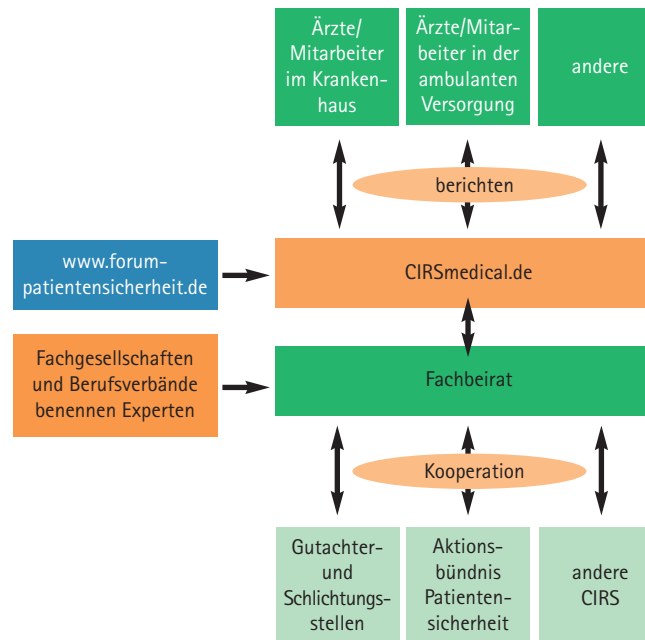 Ärzte/
Mitarbeiter
im Kranken-
haus
Ärzte/Mitar-
beiter in der
ambulanten
Versorgung
andere
berichten
www.forum-
patientensicherheit.de
CIRSmedical.de
Fachgesellschaften
und Berufsverbände
benennen Experten
Fachbeirat
Kooperation
Gutachter-
und
Schlichtungs-
stellen
Aktions-
bündnis
Patienten-
sicherheit
andere
CIRS